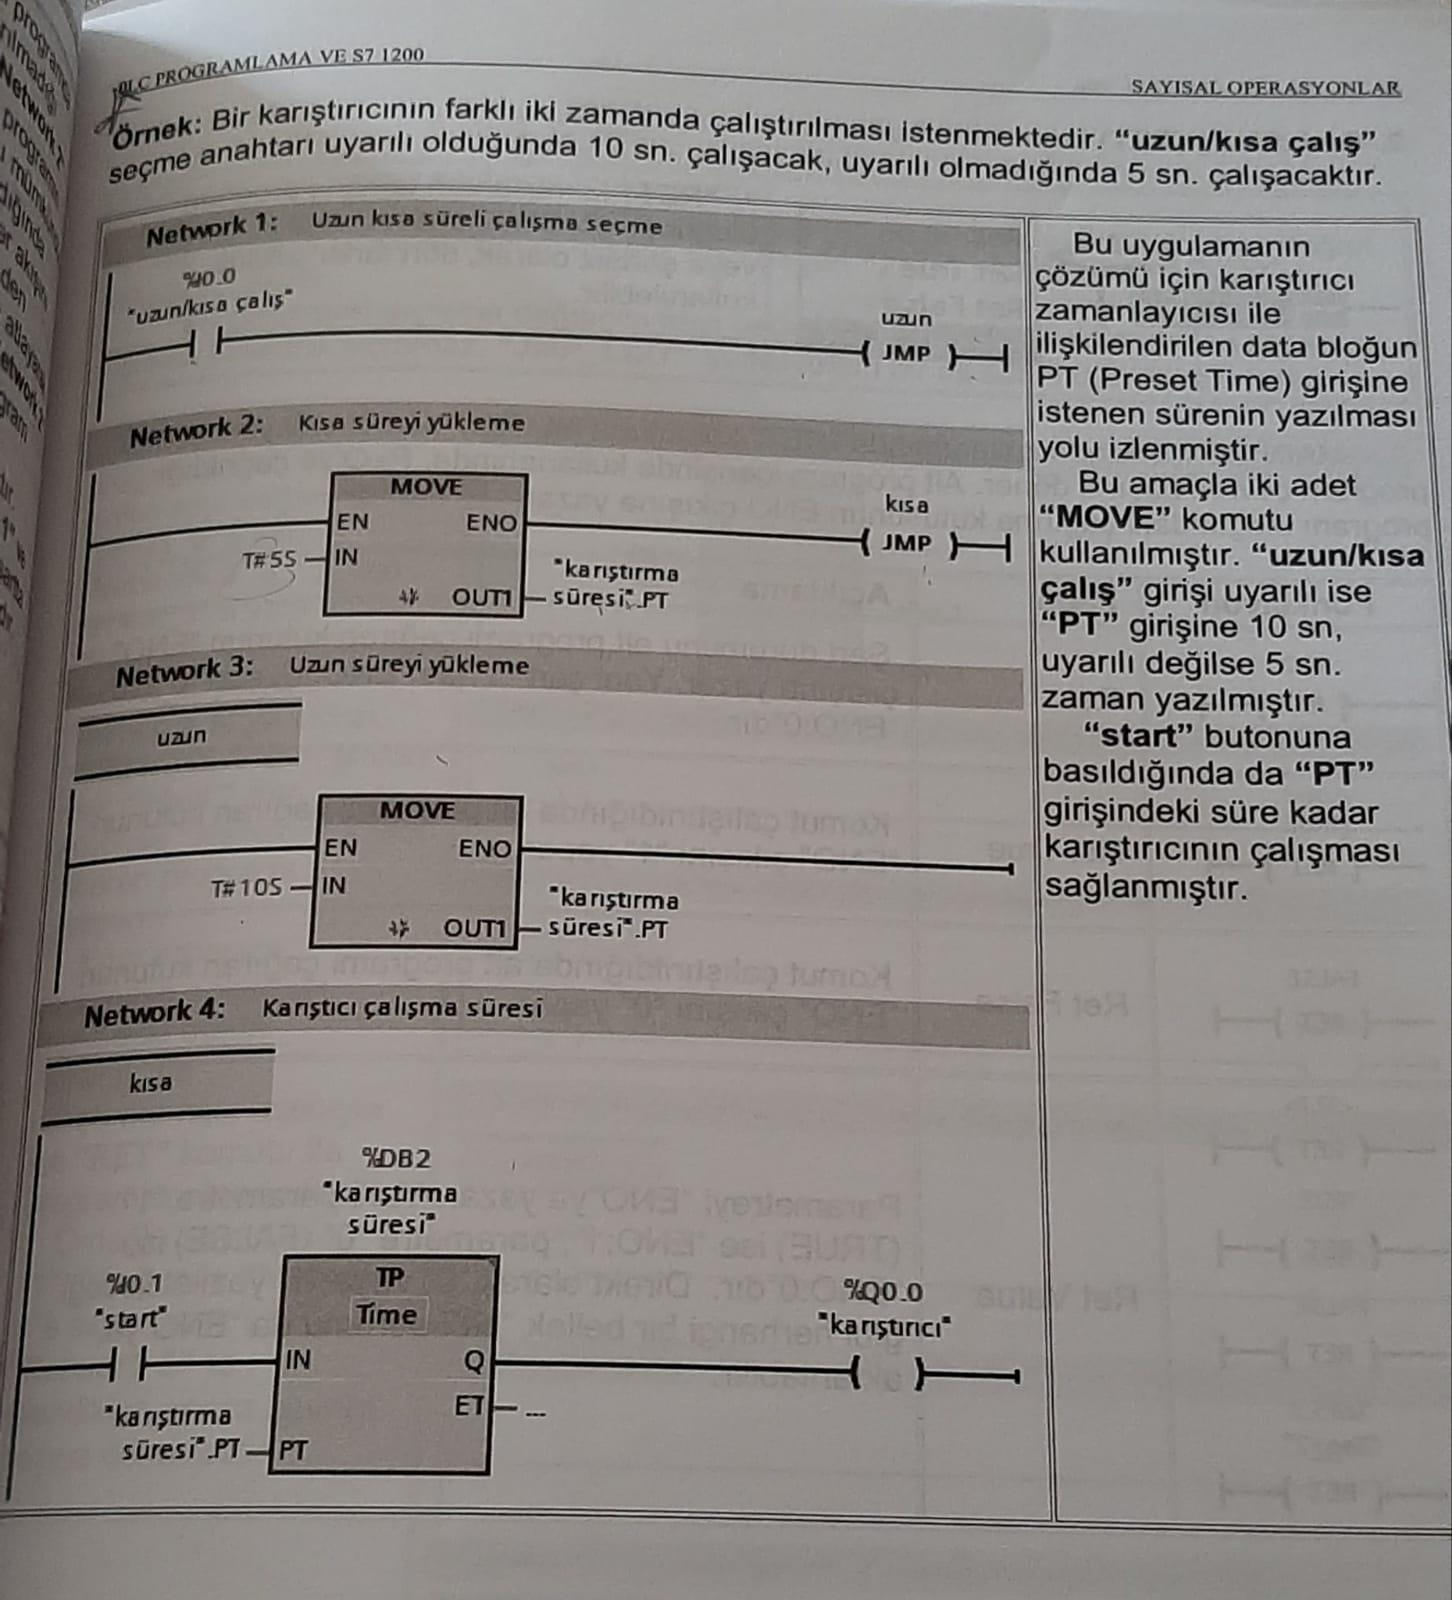 PLC PROGRAMLAMA VE S7 1200
SAYISAL OPERASYONLAR
Örnek: Bir karıştırıcının farklı iki zamanda çalıştırılması istenmektedir. “uzun/kısa çalış”
seçme anahtarı uyarılı olduğunda 10 sn. çalışacak, uyarılı olmadığında 5 sn. çalışacaktır.
Network 1: Uzun kısa süreli çalışma seçme
%I0.0
"uzun/kısa çalış"
uzun
JMP
Network 2: Kısa süreyi yükleme
MOVE
EN ENO
T#5S IN
OUT1
"karıştırma
süresi".PT
kısa
JMP
Network 3: Uzun süreyi yükleme
uzun
MOVE
EN ENO
T#10S IN
OUT1
"karıştırma
süresi".PT
Network 4: Karıştıcı çalışma süresi
kısa
%DB2
"karıştırma
süresi"
TP
Time
%I0.1
"start"
IN Q
ET ...
"karıştırma
süresi".PT PT
%Q0.0
"karıştırıcı"
Bu uygulamanın
çözümü için karıştırıcı
zamanlayıcısı ile
ilişkilendirilen data bloğun
PT (Preset Time) girişine
istenen sürenin yazılması
yolu izlenmiştir.
Bu amaçla iki adet
“MOVE” komutu
kullanılmıştır. “uzun/kısa
çalış” girişi uyarılı ise
“PT” girişine 10 sn,
uyarılı değilse 5 sn.
zaman yazılmıştır.
“start” butonuna
basıldığında da “PT”
girişindeki süre kadar
karıştırıcının çalışması
sağlanmıştır.